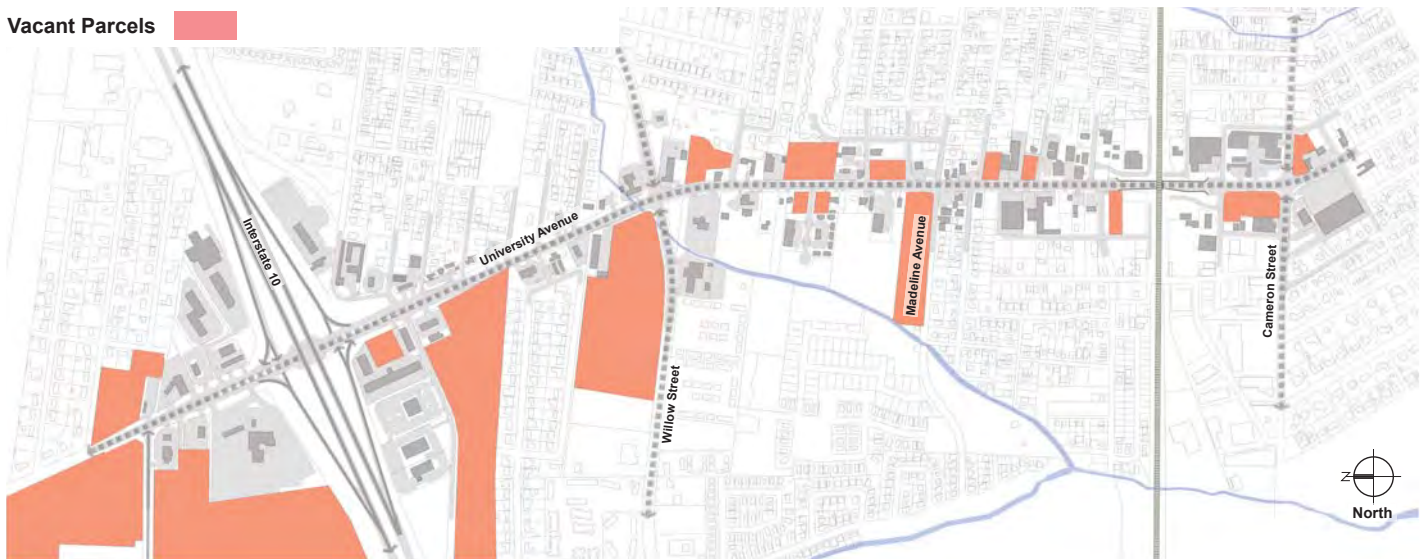 Vacant Parcels
Interstate 10
University Avenue
Willow Street
Madeline Avenue
Cameron Street
N
North